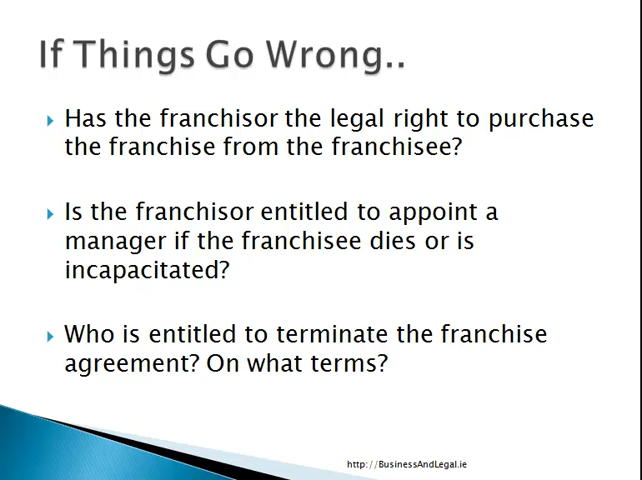 If Things Go Wrong..
Has the franchisor the legal right to purchase
the franchise from the franchisee?
Is the franchisor entitled to appoint a
manager if the franchisee dies or is
incapacitated?
Who is entitled to terminate the franchise
agreement? On what terms?
http://BusinessAndLegal.ie